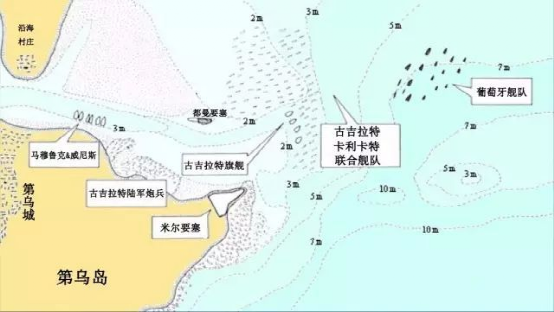 沿海
村庄
2m
3m
5m
7m
葡萄牙舰队
都曼要塞
2m
3m
马穆鲁克&威尼斯
古吉拉特旗舰
2m
古吉拉特
卡利卡特
联合舰队
5m
3m
第乌城
古吉拉特陆军炮兵
3m
5m
10m
米尔要塞
7m
10m
第乌岛